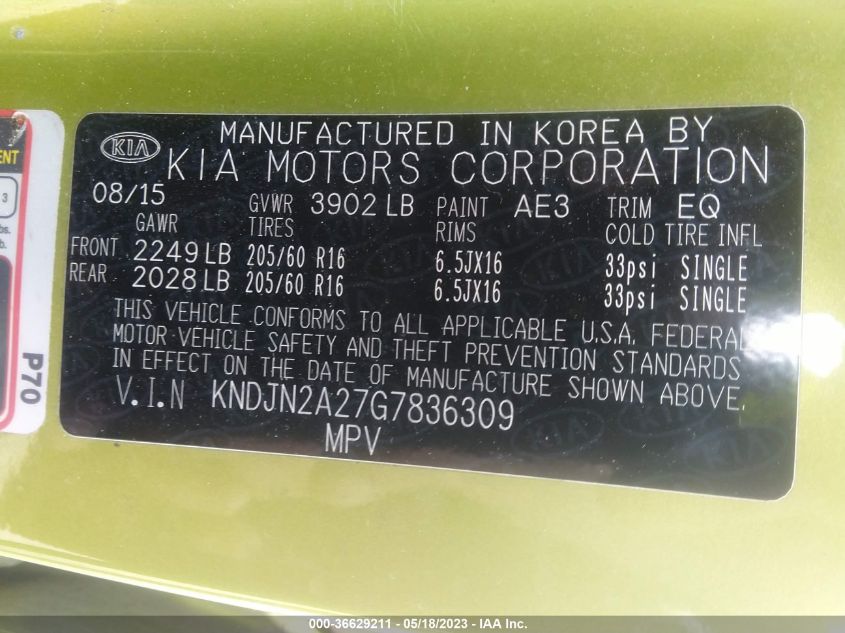 MANUFACTURED IN KOREA BY
KIA KIA MOTORS CORPORATION
08/15 GVWR 3902 LB PAINT AE3 TRIM EQ
GAWR TIRES RIMS COLD TIRE INFL
FRONT 2249 LB 205/60 R16 6.5JX16 33psi SINGLE
REAR 2028 LB 205/60 R16 6.5JX16 33psi SINGLE
THIS VEHICLE CONFORMS TO ALL APPLICABLE U.S.A. FEDERAL
MOTOR VEHICLE SAFETY AND THEFT PREVENTION STANDARDS
IN EFFECT ON THE DATE OF MANUFACTURE SHOWN ABOVE.
V.I.N KNDJN2A27G7836309
MPV
ENT
3
bs.
b.
P70
000-36629211 - 05/18/2023 - IAA Inc.